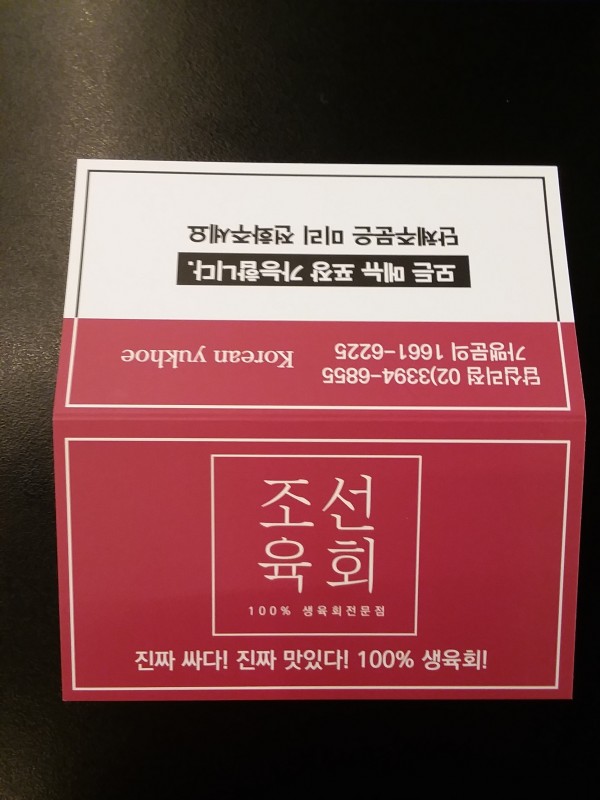 단체주문은 미리 전화주세요
모든 메뉴 포장 가능합니다.
답십리점 02)3394-6855
가맹문의 1661-6225
Korean yukhoe
조선
육회
100% 생육회전문점
진짜 싸다! 진짜 맛있다! 100% 생육회!